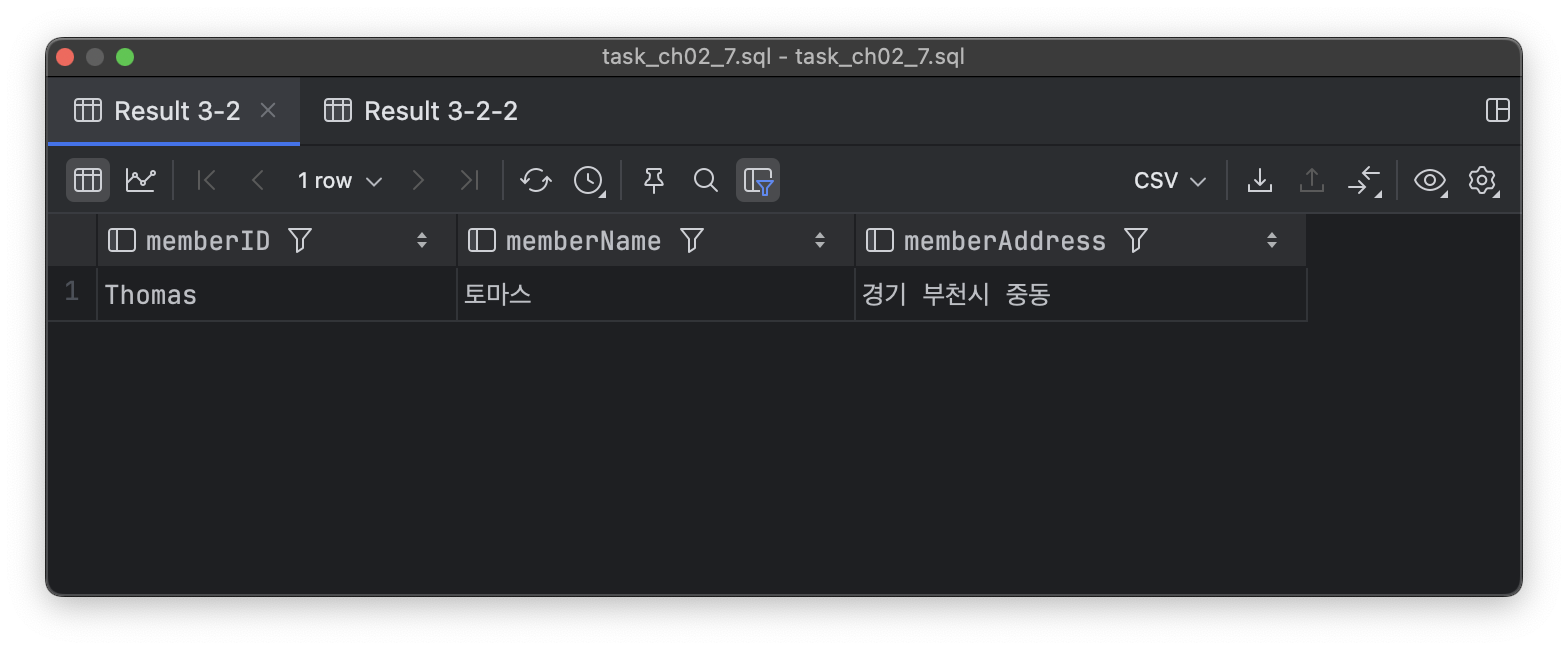 task_ch02_7.sql - task_ch02_7.sql
Result 3-2 Result 3-2-2
1 row CSV
memberID memberName memberAddress
1 Thomas 토마스 경기 부천시 중동